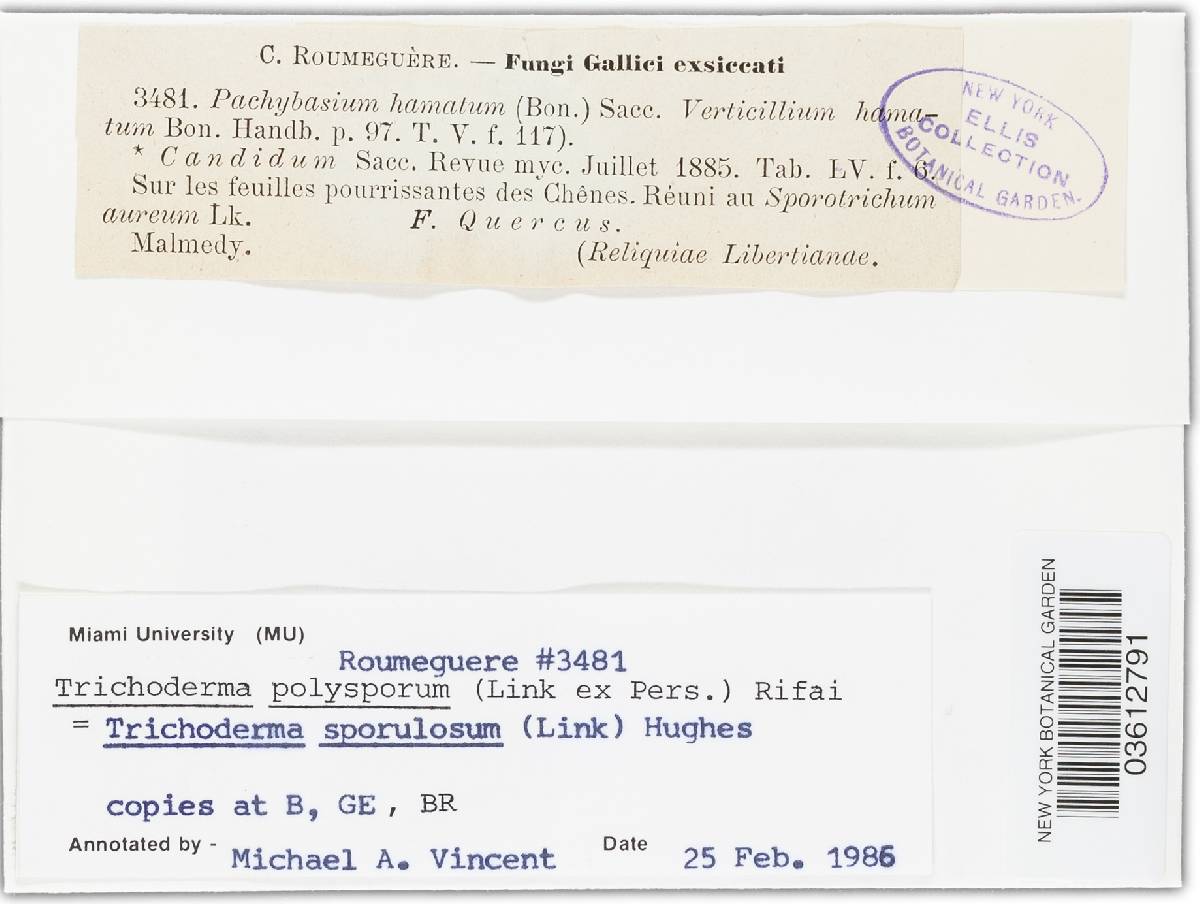 C. ROUMEGUÈRE. — Fungi Gallici exsiccati
3481. Pachybasium hamatum (Bon.) Sacc. Verticillium hama-
tum Bon. Handb. p. 97. T. V. f. 117).
* Candidum Sacc. Revue myc. Juillet 1885. Tab. LV. f. 6.
Sur les feuilles pourrissantes des Chênes. Réuni au Sporotrichum
aureum Lk. F. Quercus.
Malmedy. (Reliquiae Libertianae.
NEW YORK
ELLIS
COLLECTION
BOTANICAL GARDEN.
Miami University (MU)
Roumeguere #3481
Trichoderma polysporum (Link ex Pers.) Rifai
= Trichoderma sporulosum (Link) Hughes
copies at B, GE, BR
Annotated by - Michael A. Vincent Date 25 Feb. 1986
NEW YORK BOTANICAL GARDEN
03612791